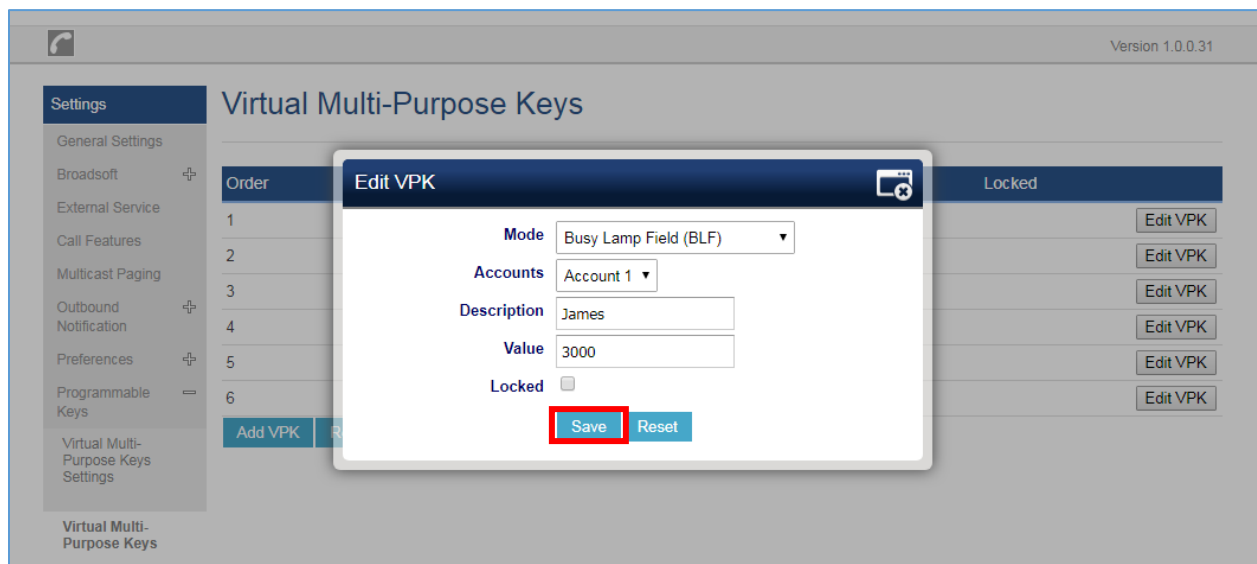 Version 1.0.0.31
Settings
General Settings
Broadsoft
External Service
Call Features
Multicast Paging
Outbound
Notification
Preferences
Programmable
Keys
Virtual Multi-
Purpose Keys
Settings
Virtual Multi-
Purpose Keys
Virtual Multi-Purpose Keys
Order Locked
1 Edit VPK
2 Edit VPK
3 Edit VPK
4 Edit VPK
5 Edit VPK
6 Edit VPK
Add VPK
Edit VPK
Mode Busy Lamp Field (BLF)
Accounts Account 1
Description James
Value 3000
Locked
Save Reset